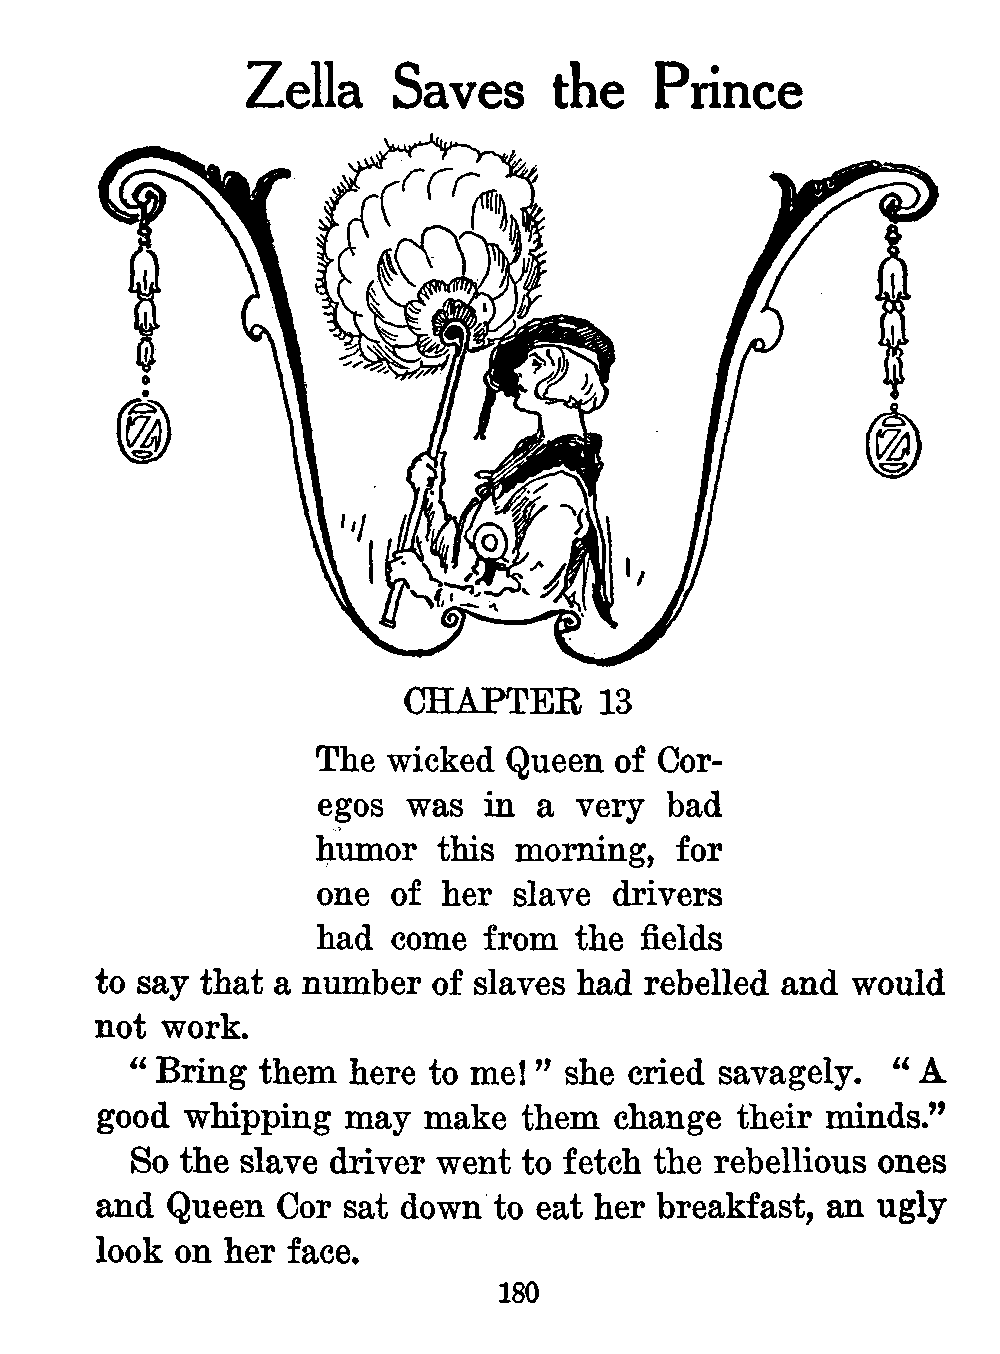 Zella Saves the Prince
Z
Z
CHAPTER 13
The wicked Queen of Cor-
egos was in a very bad
humor this morning, for
one of her slave drivers
had come from the fields
to say that a number of slaves had rebelled and would
not work.
“ Bring them here to me! ” she cried savagely. “ A
good whipping may make them change their minds.”
So the slave driver went to fetch the rebellious ones
and Queen Cor sat down to eat her breakfast, an ugly
look on her face.
180